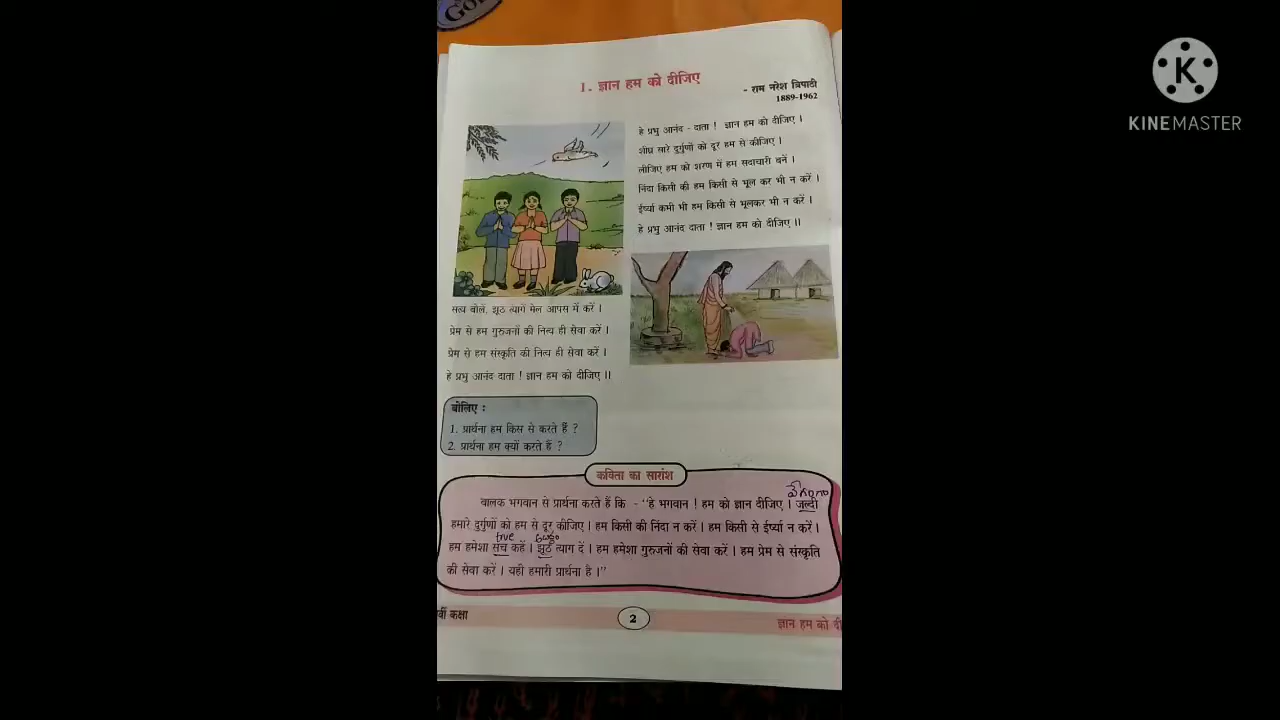 1. ज्ञान हम को दीजिए
- राम नरेश त्रिपाठी
1889-1962
हे प्रभु आनंद - दाता ! ज्ञान हम को दीजिए ।
शीघ्र सारे दुर्गुणों को दूर हम से कीजिए ।
लीजिए हम को शरण में हम सदाचारी बनें ।
निंदा किसी की हम किसी से भूल कर भी न करें ।
ईर्ष्या कभी भी हम किसी से भूलकर भी न करें ।
हे प्रभु आनंद दाता ! ज्ञान हम को दीजिए ।।
सत्य बोलें, झूठ त्यागें मेल आपस में करें ।
प्रेम से हम गुरुजनों की नित्य ही सेवा करें ।
प्रेम से हम संस्कृति की नित्य ही सेवा करें ।
हे प्रभु आनंद दाता ! ज्ञान हम को दीजिए ।।
बोलिए :
1. प्रार्थना हम किस से करते हैं ?
2. प्रार्थना हम क्यों करते हैं ?
कविता का सारांश
बालक भगवान से प्रार्थना करते हैं कि - "हे भगवान ! हम को ज्ञान दीजिए । जल्दी
हमारे दुर्गुणों को हम से दूर कीजिए । हम किसी की निंदा न करें । हम किसी से ईर्ष्या न करें ।
true
हम हमेशा सच कहें । झूठ त्याग दें । हम हमेशा गुरुजनों की सेवा करें । हम प्रेम से संस्कृति
की सेवा करें । यही हमारी प्रार्थना है ।"
वीं कक्षा
2
ज्ञान हम को दी
K
KINEMASTER